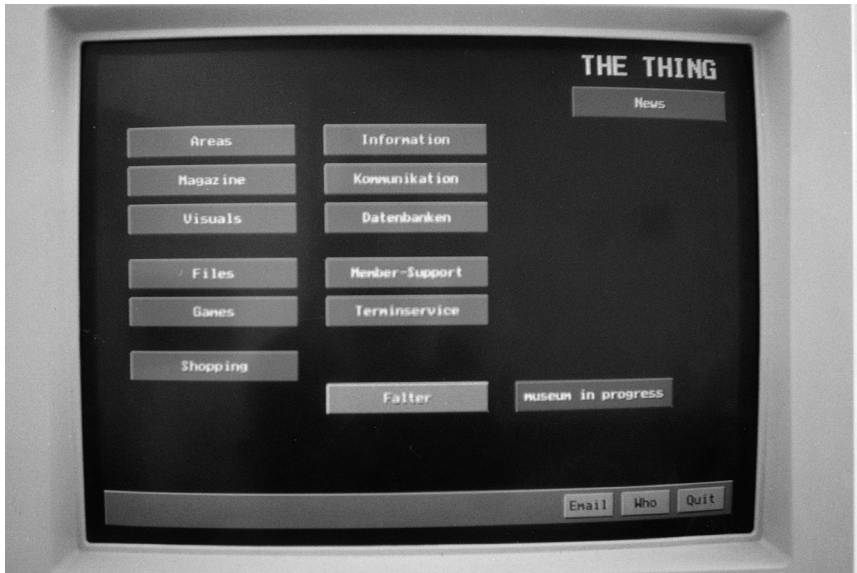 THE THING
News
Areas
Information
Magazine
Kommunikation
Visuals
Datenbanken
Files
Member-Support
Games
Terminservice
Shopping
Falter
museum in progress
Email
Who
Quit